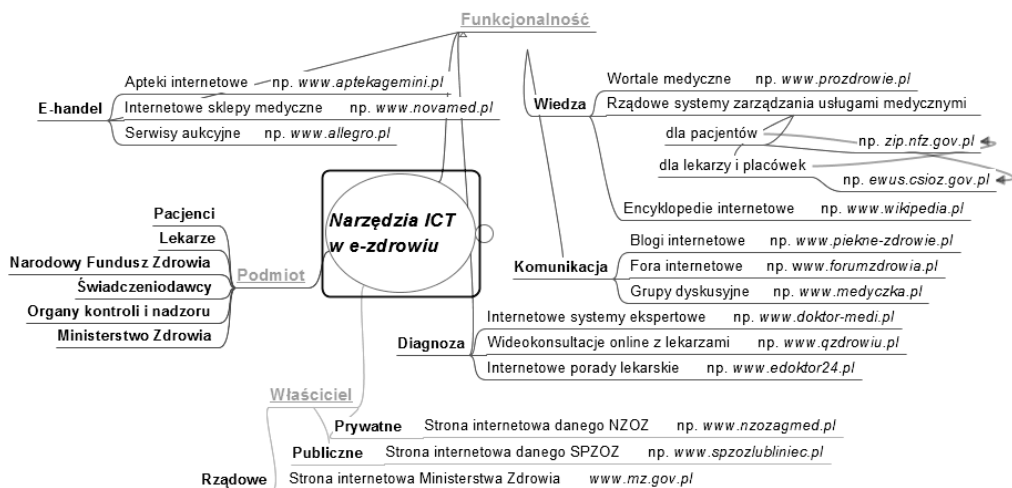 Funkcjonalność
E-handel
Apteki internetowe np. www.aptekagemini.pl
Internetowe sklepy medyczne np. www.novamed.pl
Serwisy aukcyjne np. www.allegro.pl
Wiedza
Wortale medyczne np. www.prozdrowie.pl
Rządowe systemy zarządzania usługami medycznymi
dla pacjentów np. zip.nfz.gov.pl
dla lekarzy i placówek np. ewus.csioz.gov.pl
Encyklopedie internetowe np. www.wikipedia.pl
Narzędzia ICT
w e-zdrowiu
Podmiot
Pacjenci
Lekarze
Narodowy Fundusz Zdrowia
Świadczeniodawcy
Organy kontroli i nadzoru
Ministerstwo Zdrowia
Komunikacja
Blogi internetowe np. www.piekne-zdrowie.pl
Fora internetowe np. www.forumzdrowia.pl
Grupy dyskusyjne np. www.medyczka.pl
Diagnoza
Internetowe systemy ekspertowe np. www.doktor-medi.pl
Wideokonsultacje online z lekarzami np. www.qzdrowiu.pl
Internetowe porady lekarskie np. www.edoktor24.pl
Właściciel
Prywatne Strona internetowa danego NZOZ np. www.nzozagmed.pl
Publiczne Strona internetowa danego SPZOZ np. www.spzozlubliniec.pl
Rządowe Strona internetowa Ministerstwa Zdrowia www.mz.gov.pl